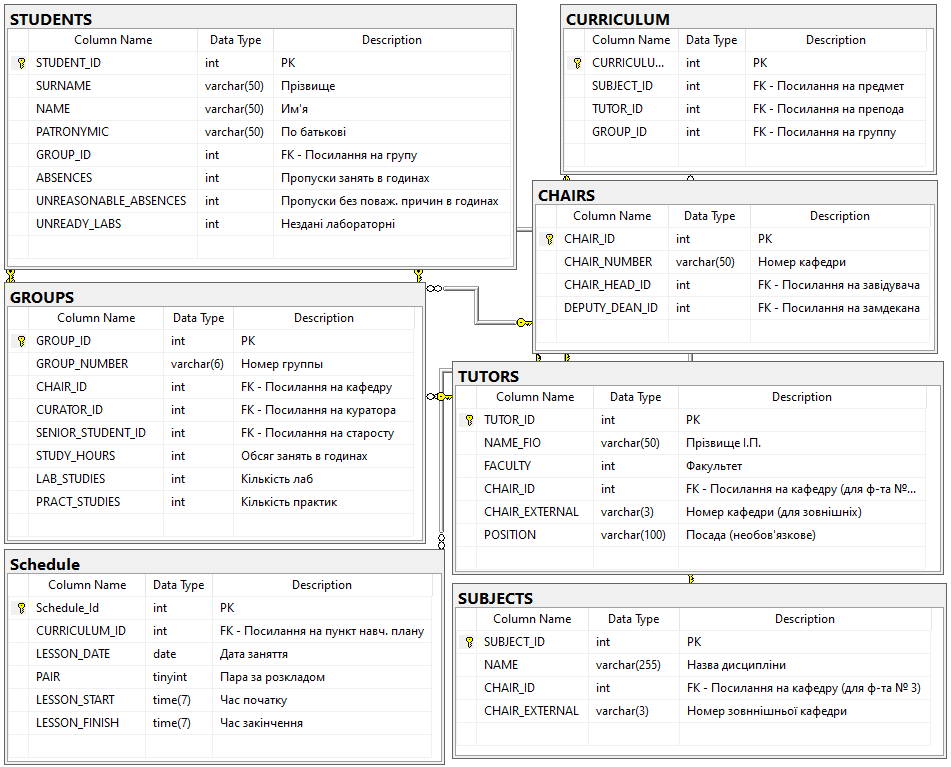 STUDENTS
Column Name Data Type Description
STUDENT_ID int PK
SURNAME varchar(50) Прізвище
NAME varchar(50) Им'я
PATRONYMIC varchar(50) По батькові
GROUP_ID int FK - Посилання на групу
ABSENCES int Пропуски занять в годинах
UNREASONABLE_ABSENCES int Пропуски без поваж. причин в годинах
UNREADY_LABS int Нездані лабораторні
CURRICULUM
Column Name Data Type Description
CURRICULU... int PK
SUBJECT_ID int FK - Посилання на предмет
TUTOR_ID int FK - Посилання на препода
GROUP_ID int FK - Посилання на группу
CHAIRS
Column Name Data Type Description
CHAIR_ID int PK
CHAIR_NUMBER varchar(50) Номер кафедри
CHAIR_HEAD_ID int FK - Посилання на завідувача
DEPUTY_DEAN_ID int FK - Посилання на замдекана
GROUPS
Column Name Data Type Description
GROUP_ID int PK
GROUP_NUMBER varchar(6) Номер группы
CHAIR_ID int FK - Посилання на кафедру
CURATOR_ID int FK - Посилання на куратора
SENIOR_STUDENT_ID int FK - Посилання на старосту
STUDY_HOURS int Обсяг занять в годинах
LAB_STUDIES int Кількість лаб
PRACT_STUDIES int Кількість практик
TUTORS
Column Name Data Type Description
TUTOR_ID int PK
NAME_FIO varchar(50) Прізвище І.П.
FACULTY int Факультет
CHAIR_ID int FK - Посилання на кафедру (для ф-та №...
CHAIR_EXTERNAL varchar(3) Номер кафедри (для зовнішніх)
POSITION varchar(100) Посада (необов'язкове)
Schedule
Column Name Data Type Description
Schedule_Id int PK
CURRICULUM_ID int FK - Посилання на пункт навч. плану
LESSON_DATE date Дата заняття
PAIR tinyint Пара за розкладом
LESSON_START time(7) Час початку
LESSON_FINISH time(7) Час закінчення
SUBJECTS
Column Name Data Type Description
SUBJECT_ID int PK
NAME varchar(255) Назва дисципліни
CHAIR_ID int FK - Посилання на кафедру (для ф-та № 3)
CHAIR_EXTERNAL varchar(3) Номер зовннішньої кафедри